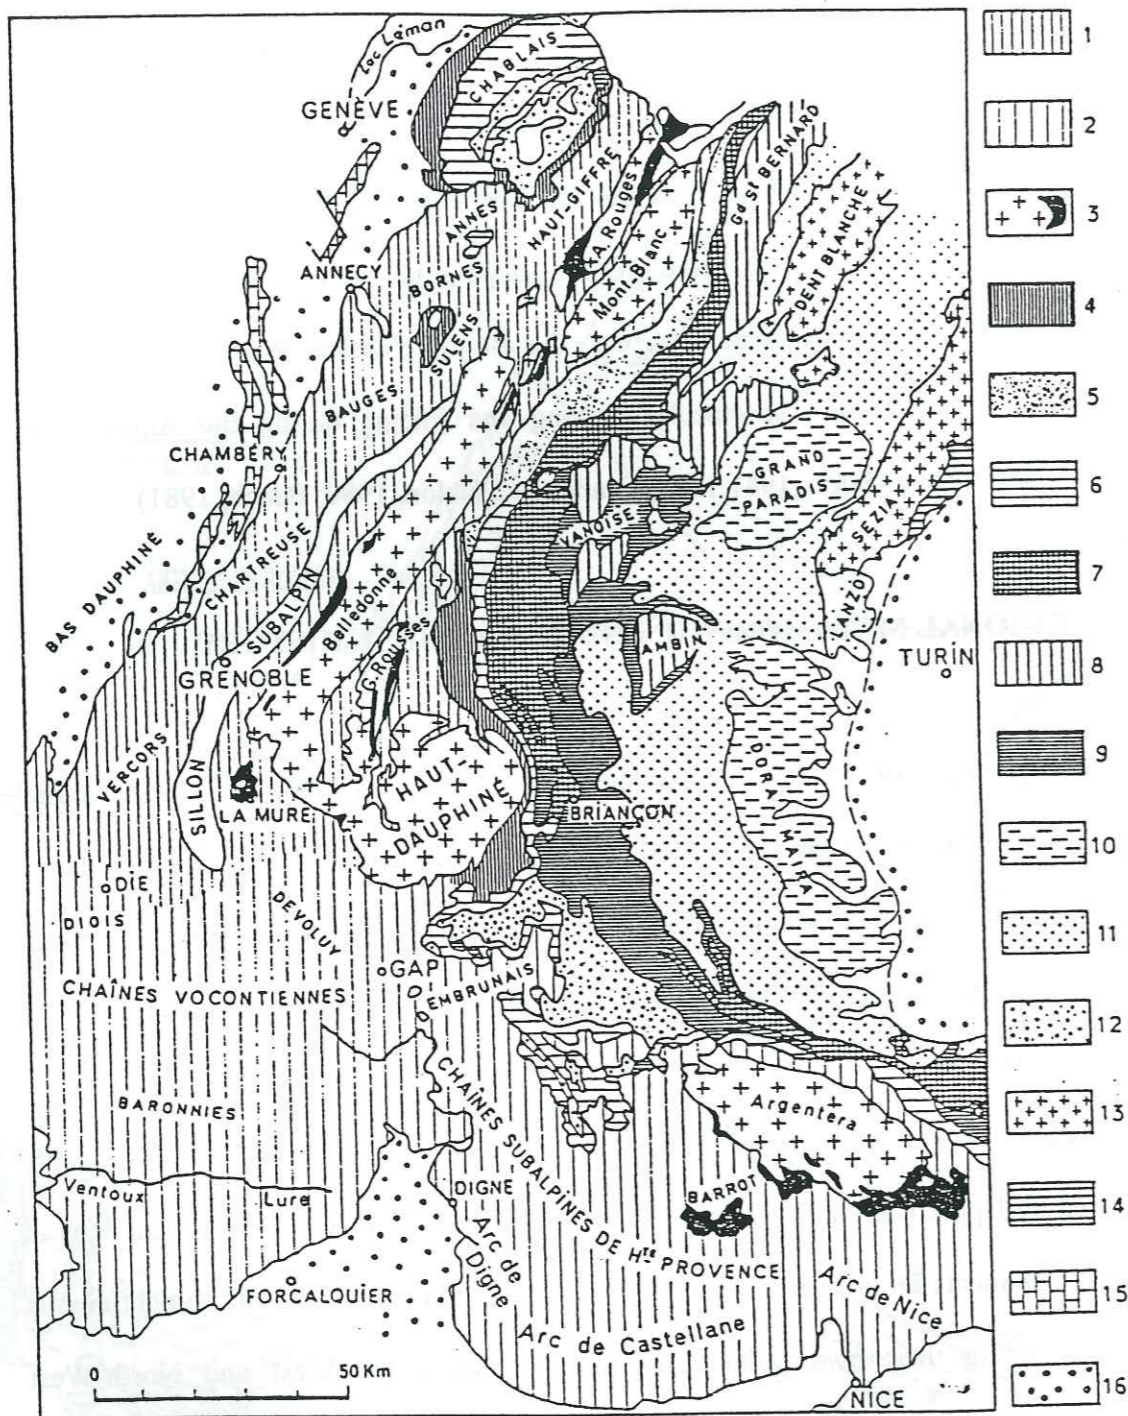 Lac Léman
CHABLAIS
GENÈVE
HAUT-GIFFRE
ANNES
A. Rouges
Mont-Blanc
Gd St BERNARD
DENT BLANCHE
ANNECY
BORNES
SULENS
BAUGES
CHAMBÉRY
GRAND
PARADIS
SEZIA
VANOISE
BAS DAUPHINÉ
CHARTREUSE
SUBALPIN
Belledonne
LANZO
AMBIN
TURIN
GRENOBLE
G. Rousses
VERCORS
SILLON
LA MURE
HAUT-
DAUPHINÉ
BRIANÇON
DORA
MAIRA
DIE
DIOIS
DEVOLUY
GAP
EMBRUNAIS
CHAÎNES VOCONTIENNES
CHAÎNES SUBALPINES DE Hte PROVENCE
BARONNIES
Argentera
Ventoux
Lure
DIGNE
BARROT
Arc de
Digne
FORCALQUIER
Arc de Nice
Arc de Castellane
NICE
0 50 Km
1
2
3
4
5
6
7
8
9
10
11
12
13
14
15
16